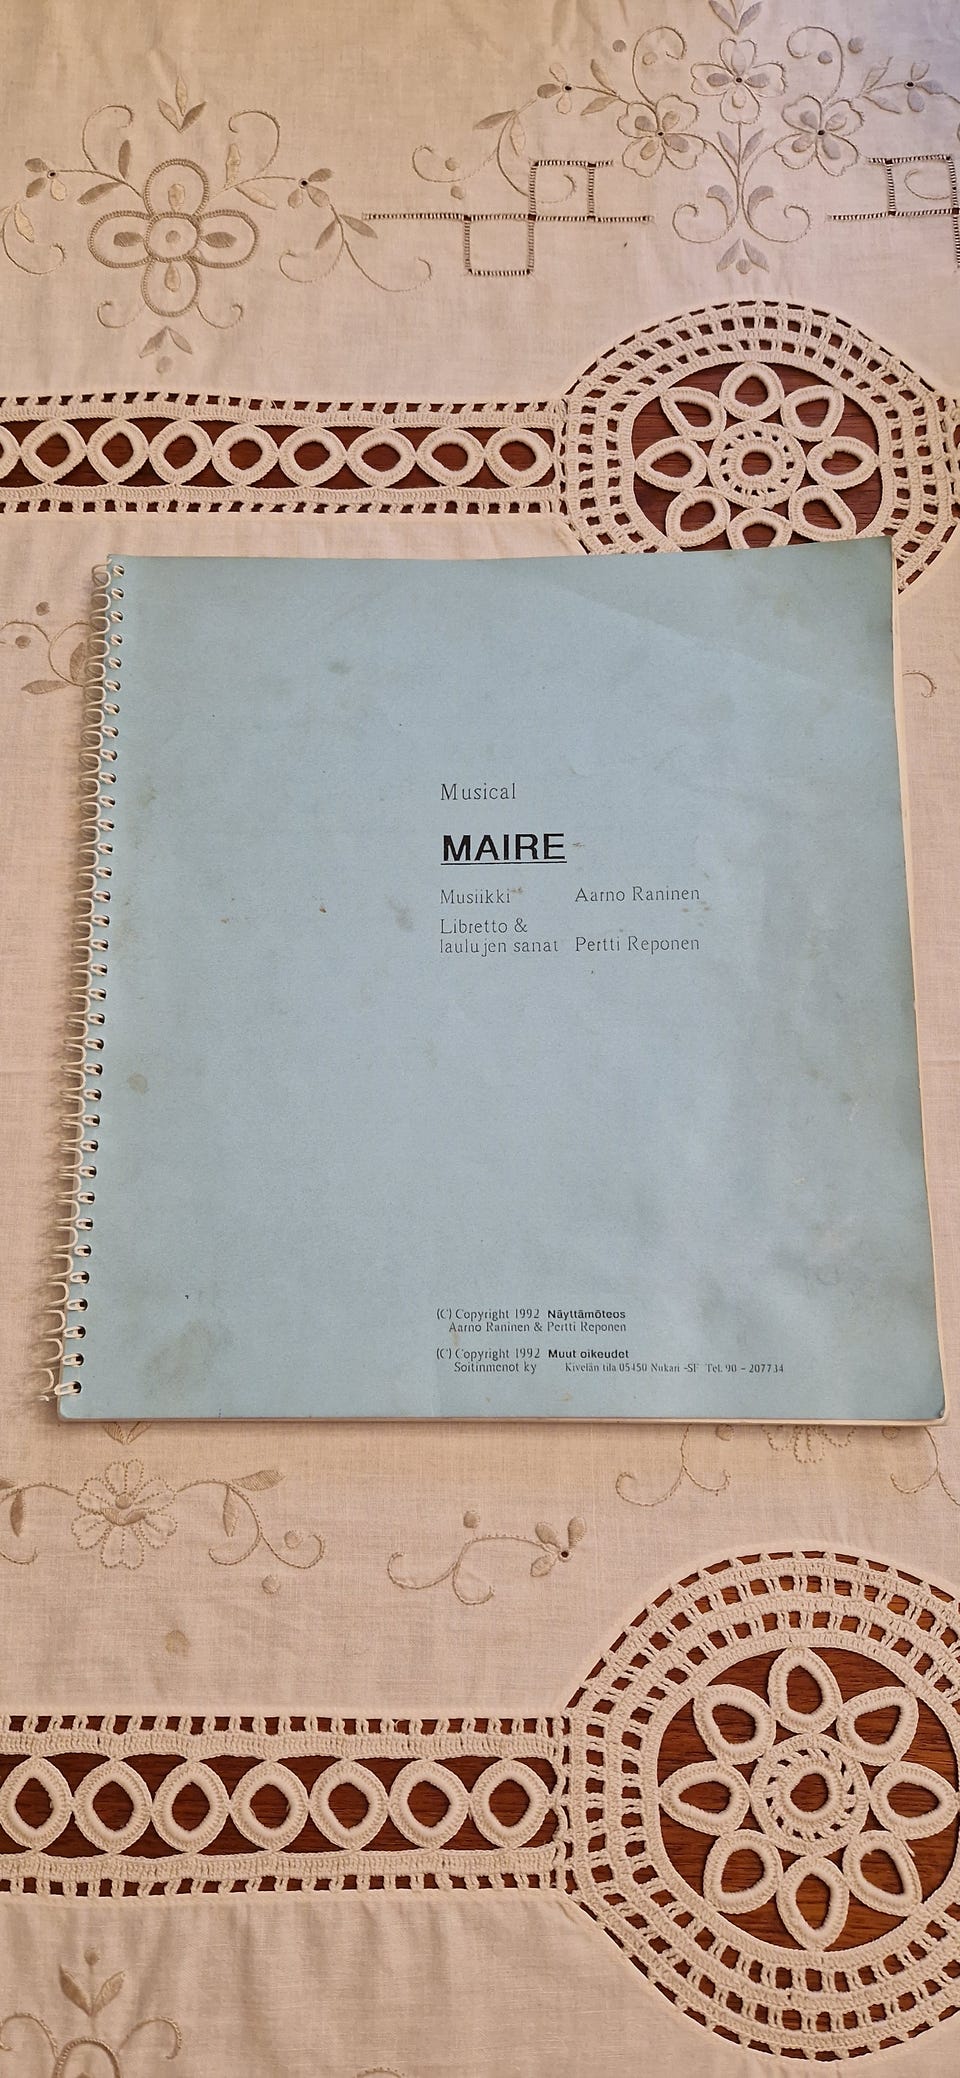 Musical
MAIRE
Musiikki Aarno Raninen
Libretto &
laulujen sanat Pertti Reponen
(C) Copyright 1992 Näyttämöteos
Aarno Raninen & Pertti Reponen
(C) Copyright 1992 Muut oikeudet
Soitinmenot ky Kivelän tila 05450 Nukari -SF Tel. 90 - 207734